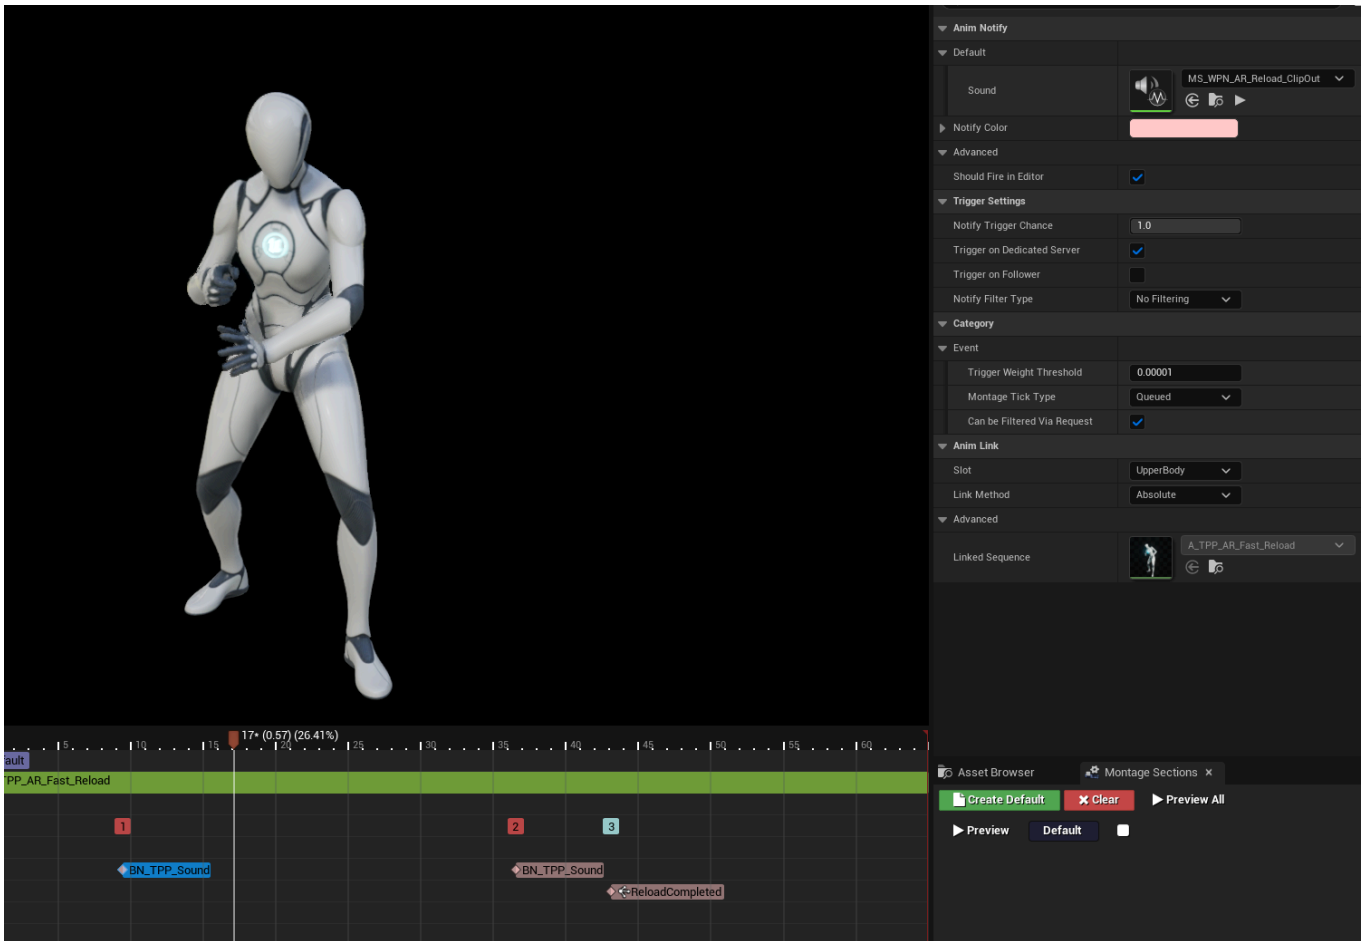 Anim Notify
Default
Sound
MS_WPN_AR_Reload_ClipOut
Notify Color
Advanced
Should Fire in Editor
Trigger Settings
Notify Trigger Chance
1.0
Trigger on Dedicated Server
Trigger on Follower
Notify Filter Type
No Filtering
Category
Event
Trigger Weight Threshold
0.00001
Montage Tick Type
Queued
Can be Filtered Via Request
Anim Link
Slot
UpperBody
Link Method
Absolute
Advanced
Linked Sequence
A_TPP_AR_Fast_Reload
17* (0.57) (26.41%)
5 10 15 20 25 30 35 40 45 50 55 60
ault
TPP_AR_Fast_Reload
1 2 3
BN_TPP_Sound
BN_TPP_Sound
ReloadCompleted
Asset Browser
Montage Sections
Create Default
Clear
Preview All
Preview
Default